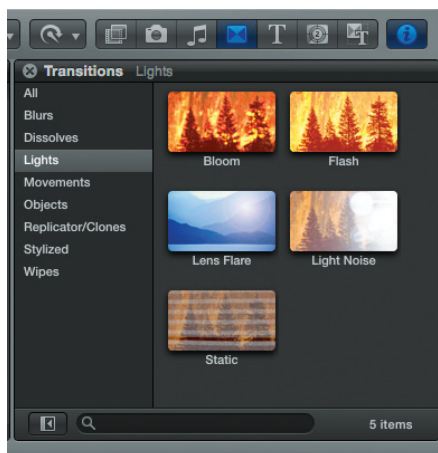 T
2
T
i
Transitions Lights
All
Blurs
Dissolves
Lights
Movements
Objects
Replicator/Clones
Stylized
Wipes
Bloom
Flash
Lens Flare
Light Noise
Static
5 items